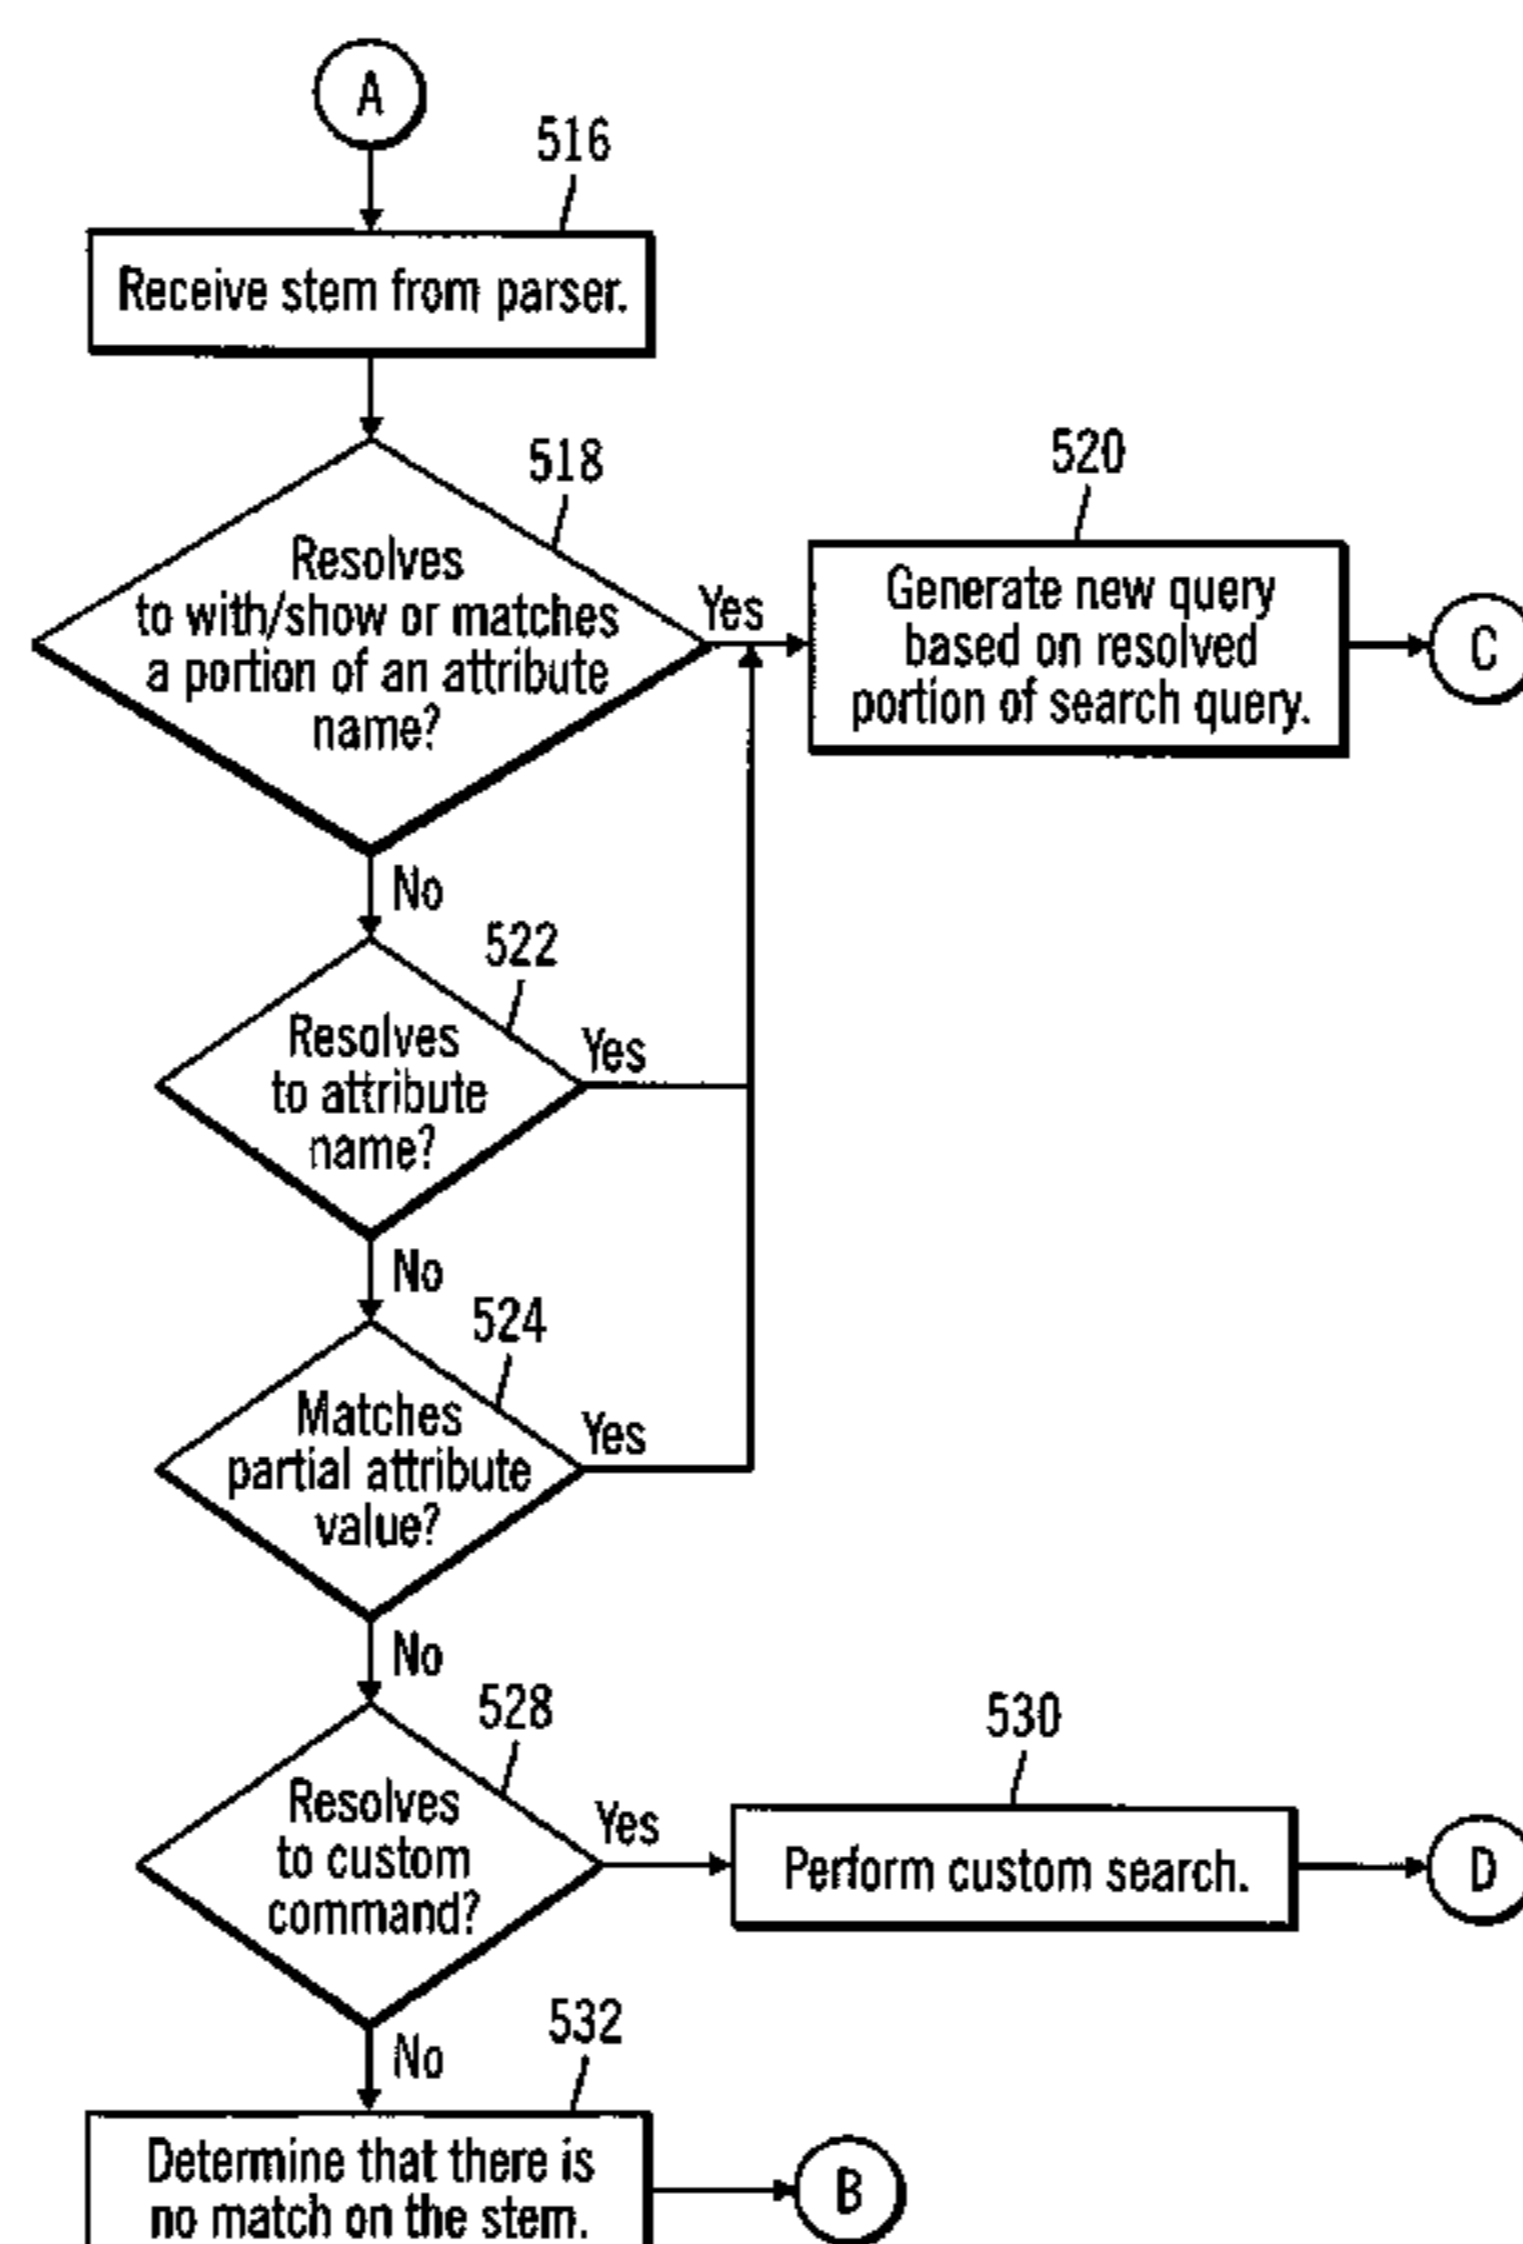 A
516
Receive stem from parser.
518
Resolves
to with/show or matches
a portion of an attribute
name?
Yes
520
Generate new query
based on resolved
portion of search query.
C
No
522
Resolves
to attribute
name?
Yes
No
524
Matches
partial attribute
value?
Yes
No
528
Resolves
to custom
command?
Yes
530
Perform custom search.
D
No
532
Determine that there is
no match on the stem.
B